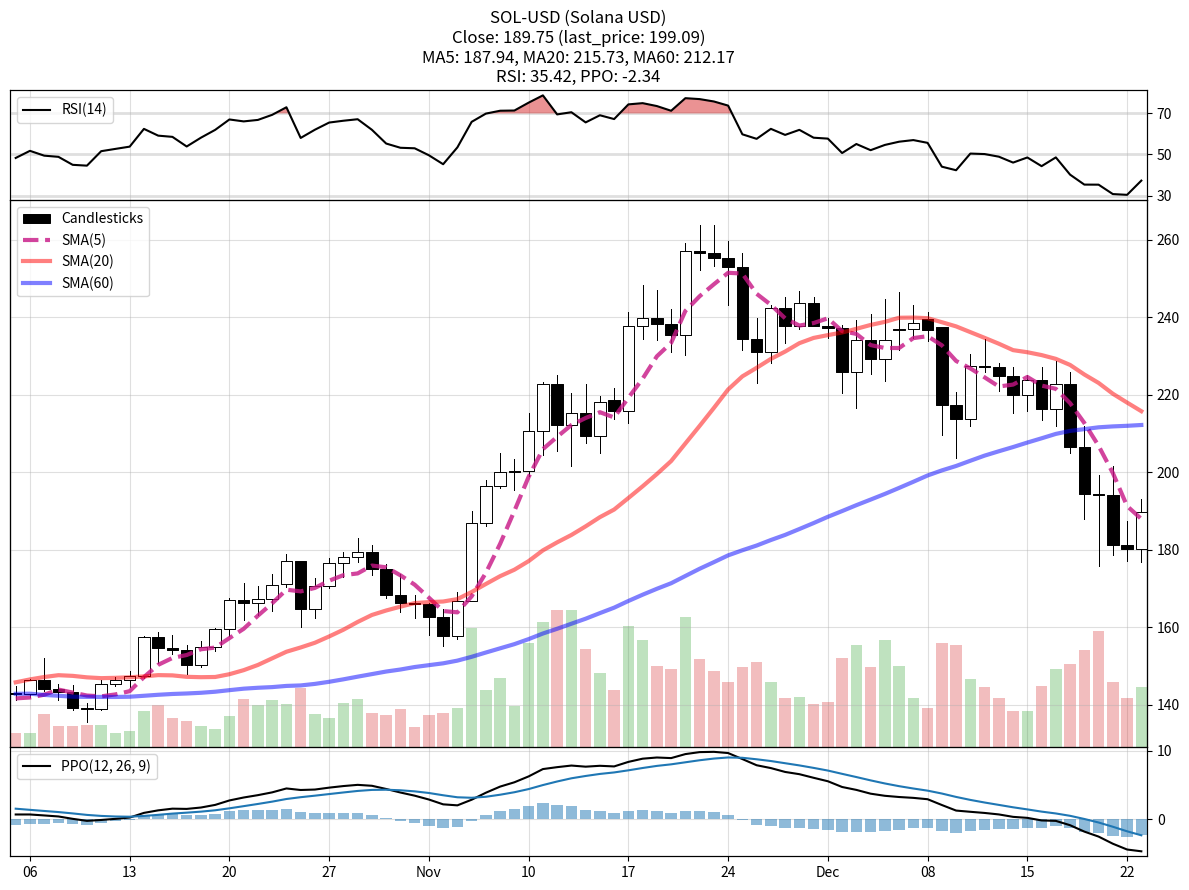 SOL-USD (Solana USD)
Close: 189.75 (last_price: 199.09)
MA5: 187.94, MA20: 215.73, MA60: 212.17
RSI: 35.42, PPO: -2.34
RSI(14)
70
50
30
Candlesticks
SMA(5)
SMA(20)
SMA(60)
260
240
220
200
180
160
140
PPO(12, 26, 9)
10
0
06 13 20 27 Nov 10 17 24 Dec 08 15 22